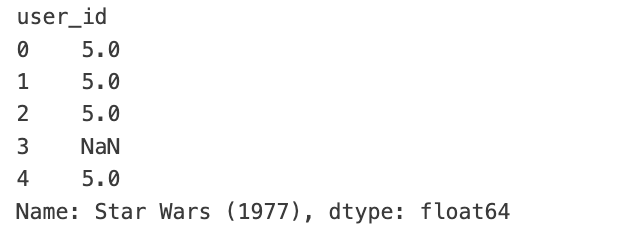 user_id
0    5.0
1    5.0
2    5.0
3    NaN
4    5.0
Name: Star Wars (1977), dtype: float64